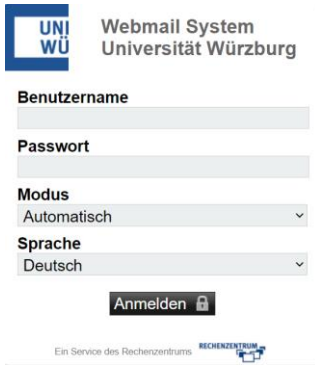 UNI
WÜ
Webmail System
Universität Würzburg
Benutzername
Passwort
Modus
Automatisch
Sprache
Deutsch
Anmelden
Ein Service des Rechenzentrums RECHENZENTRUM